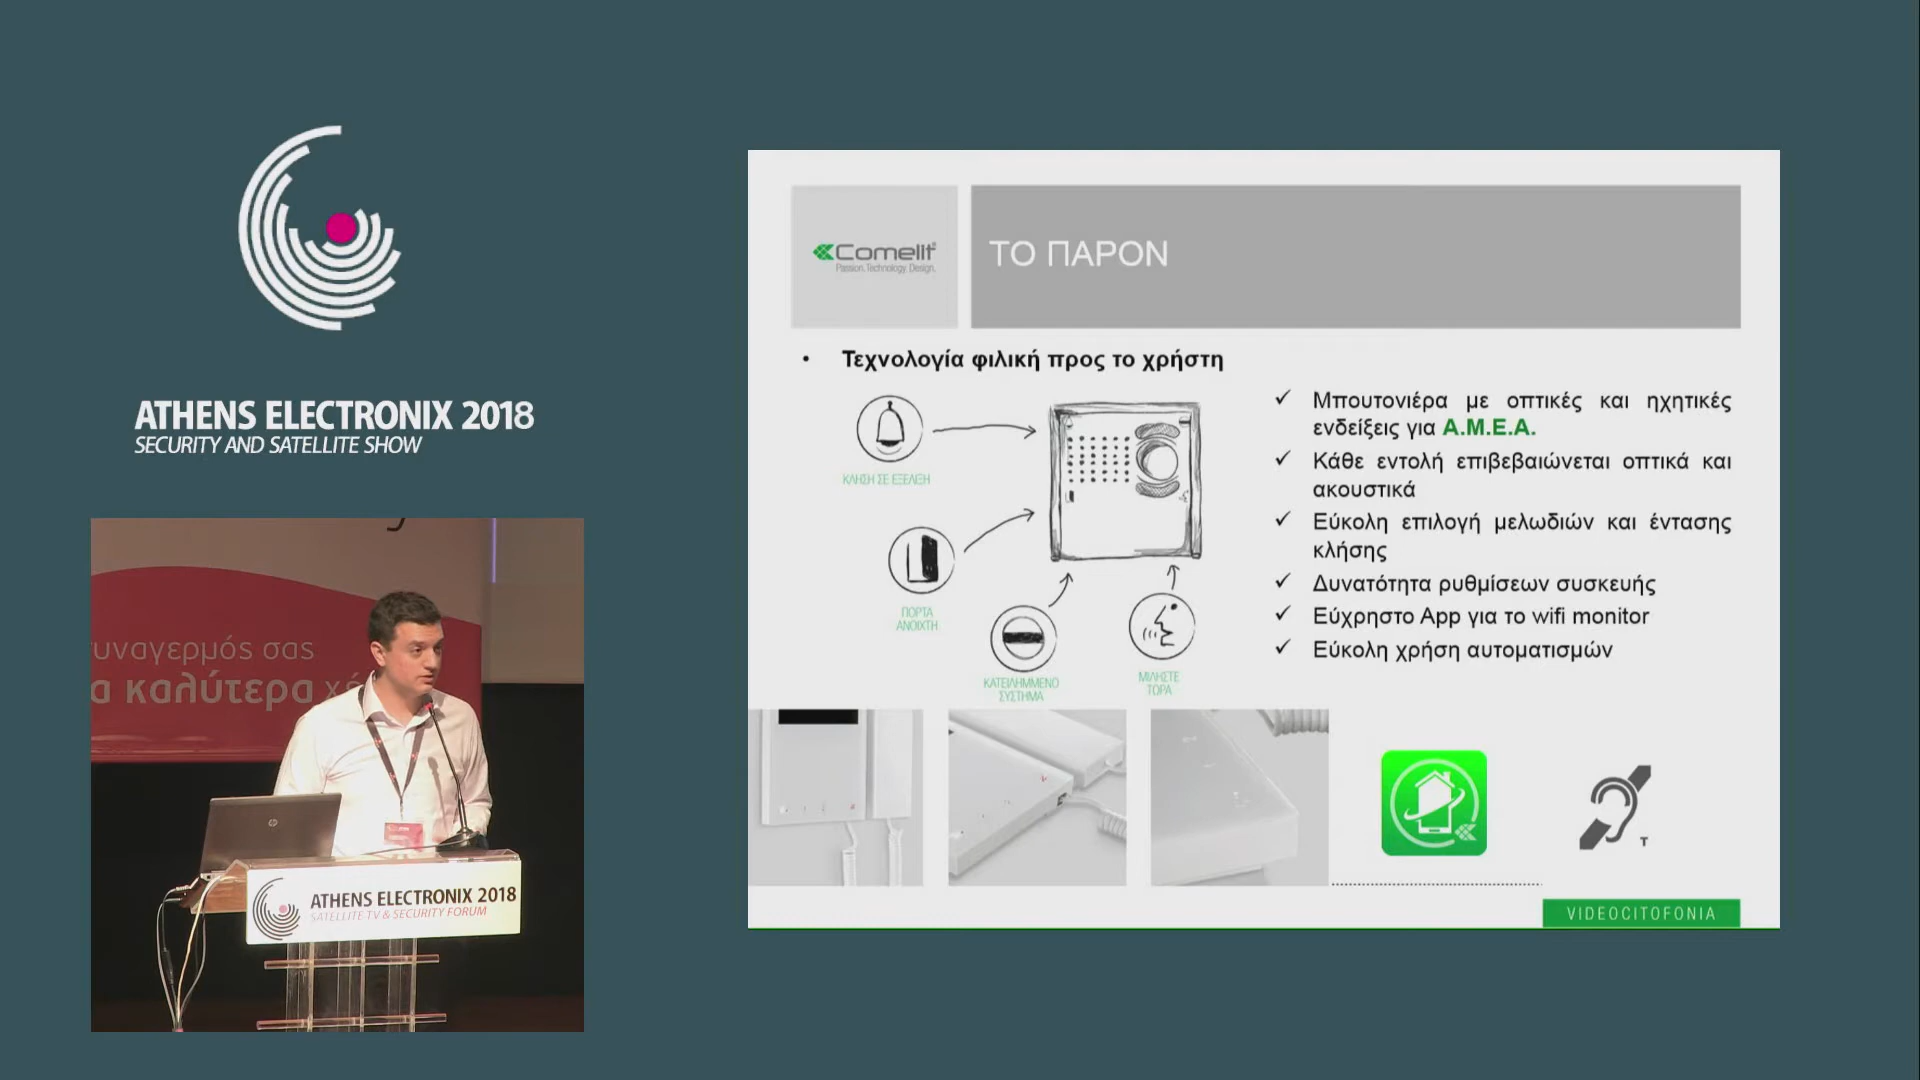 ATHENS ELECTRONIX 2018
SECURITY AND SATELLITE SHOW
υναγερμός σας
α καλύτερα χέ
hp
ATHENS ELECTRONIX 2018
SATELLITE TV & SECURITY FORUM
Comelit
Passion. Technology. Design.
ΤΟ ΠΑΡΟΝ
• Τεχνολογία φιλική προς το χρήστη
ΚΛΗΣΗ ΣΕ ΕΞΕΛΙΞΗ
ΠΟΡΤΑ
ΑΝΟΙΧΤΗ
ΚΑΤΕΙΛΗΜΜΕΝΟ
ΣΥΣΤΗΜΑ
ΜΙΛΗΣΤΕ
ΤΩΡΑ
✓ Μπουτονιέρα με οπτικές και ηχητικές
ενδείξεις για Α.Μ.Ε.Α.
✓ Κάθε εντολή επιβεβαιώνεται οπτικά και
ακουστικά
✓ Εύκολη επιλογή μελωδιών και έντασης
κλήσης
✓ Δυνατότητα ρυθμίσεων συσκευής
✓ Εύχρηστο App για το wifi monitor
✓ Εύκολη χρήση αυτοματισμών
T
VIDEOCITOFONIA